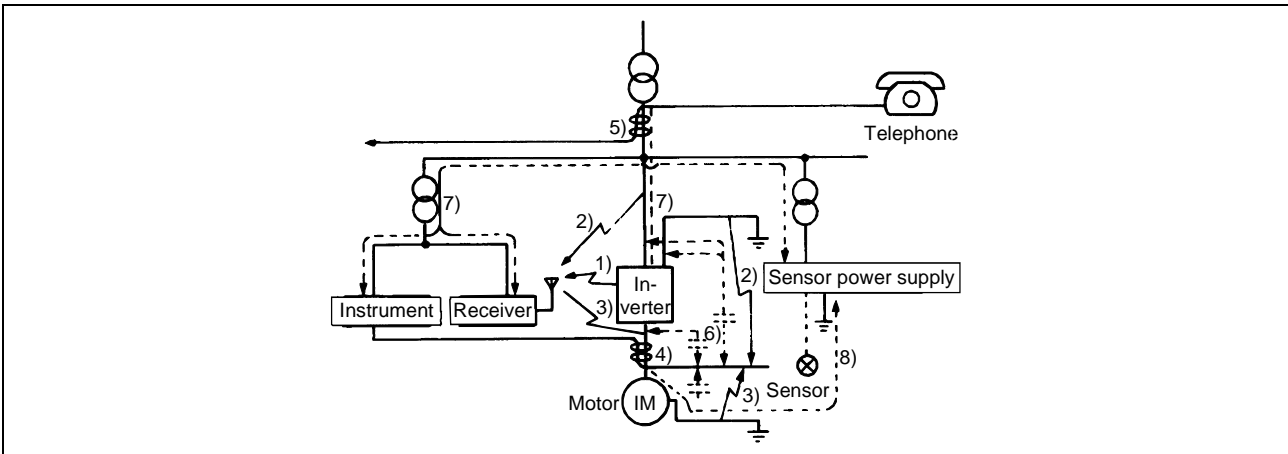 Telephone
5)
7)
7)
2)
1)
2)
In-
verter
Sensor power supply
Instrument
Receiver
3)
6)
4)
8)
Sensor
3)
Motor
IM